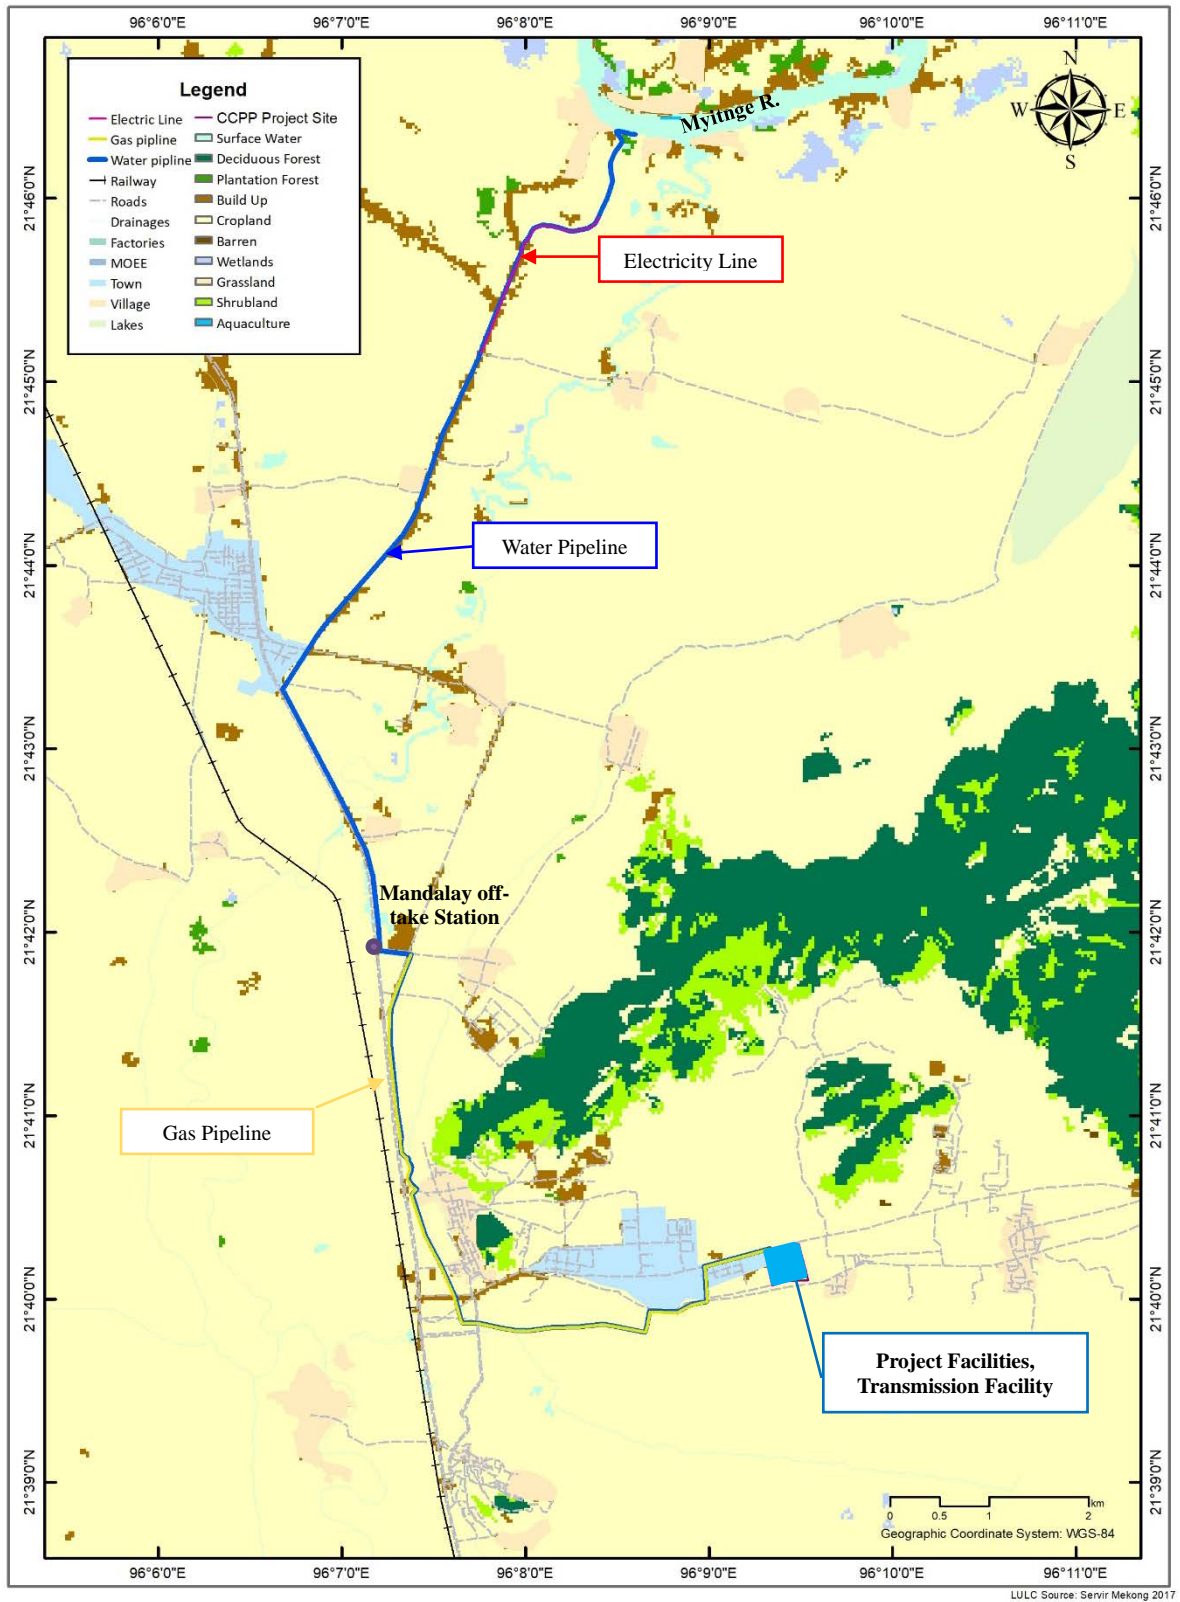 96°6'0"E 96°7'0"E 96°8'0"E 96°9'0"E 96°10'0"E 96°11'0"E
Legend
Electric Line
Gas pipline
Water pipline
Railway
Roads
Drainages
Factories
MOEE
Town
Village
Lakes
CCPP Project Site
Surface Water
Deciduous Forest
Plantation Forest
Build Up
Cropland
Barren
Wetlands
Grassland
Shrubland
Aquaculture
Myitnge R.
N
W E
S
21°46'0"N 21°46'0"N
Electricity Line
21°45'0"N 21°45'0"N
Water Pipeline
21°44'0"N 21°44'0"N
21°43'0"N 21°43'0"N
Mandalay off-
take Station
21°42'0"N 21°42'0"N
21°41'0"N 21°41'0"N
Gas Pipeline
21°40'0"N 21°40'0"N
Project Facilities,
Transmission Facility
21°39'0"N 21°39'0"N
km
0 0.5 1 2
Geographic Coordinate System: WGS-84
96°6'0"E 96°7'0"E 96°8'0"E 96°9'0"E 96°10'0"E 96°11'0"E
LULC Source: Servir Mekong 2017